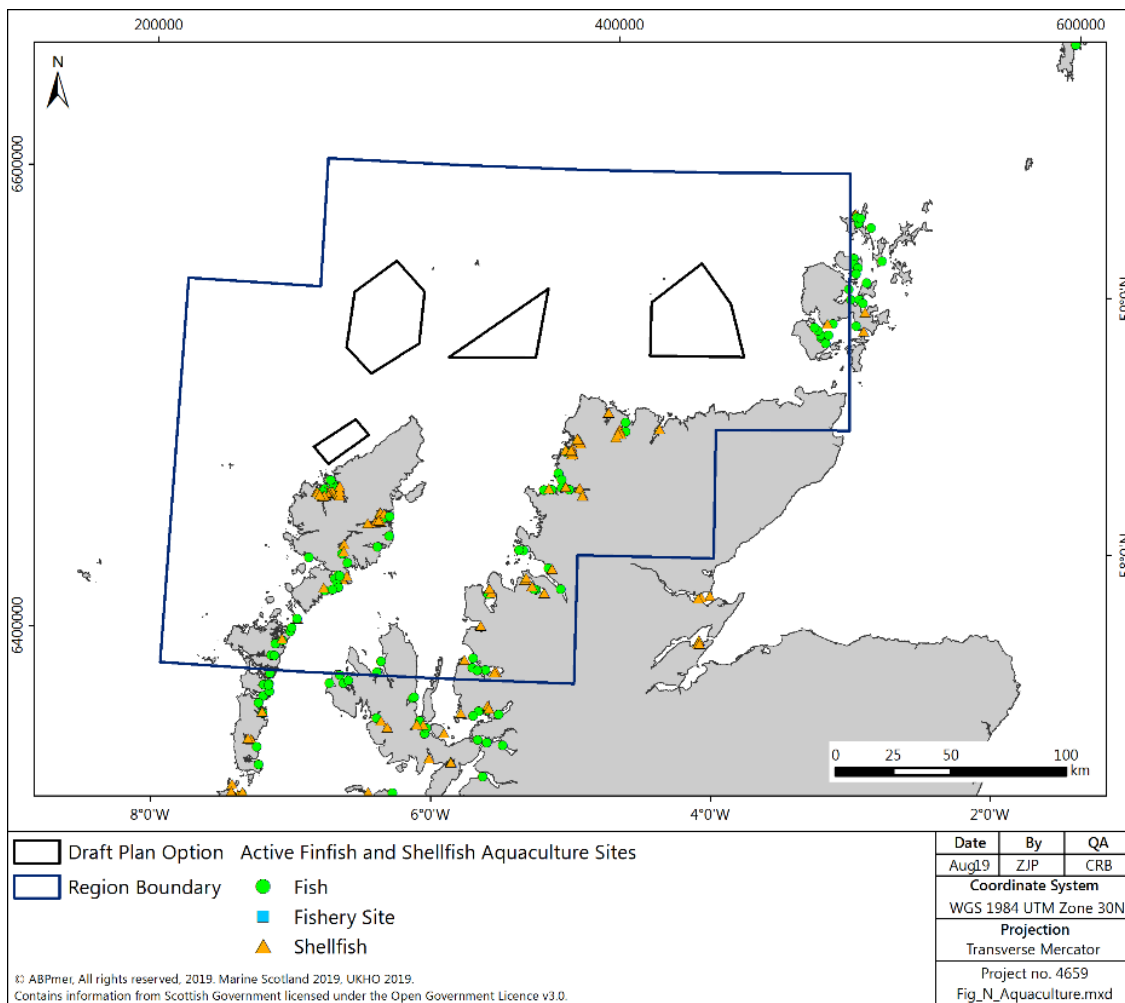 200000 400000 600000
N
6600000
6400000
59°0'N
58°0'N
0 25 50 100
km
8°0'W 6°0'W 4°0'W 2°0'W
Draft Plan Option Active Finfish and Shellfish Aquaculture Sites
Region Boundary
Fish
Fishery Site
Shellfish
Date By QA
Aug19 ZJP CRB
Coordinate System
WGS 1984 UTM Zone 30N
Projection
Transverse Mercator
Project no. 4659
Fig_N_Aquaculture.mxd
© ABPmer, All rights reserved, 2019. Marine Scotland 2019, UKHO 2019.
Contains information from Scottish Government licensed under the Open Government Licence v3.0.